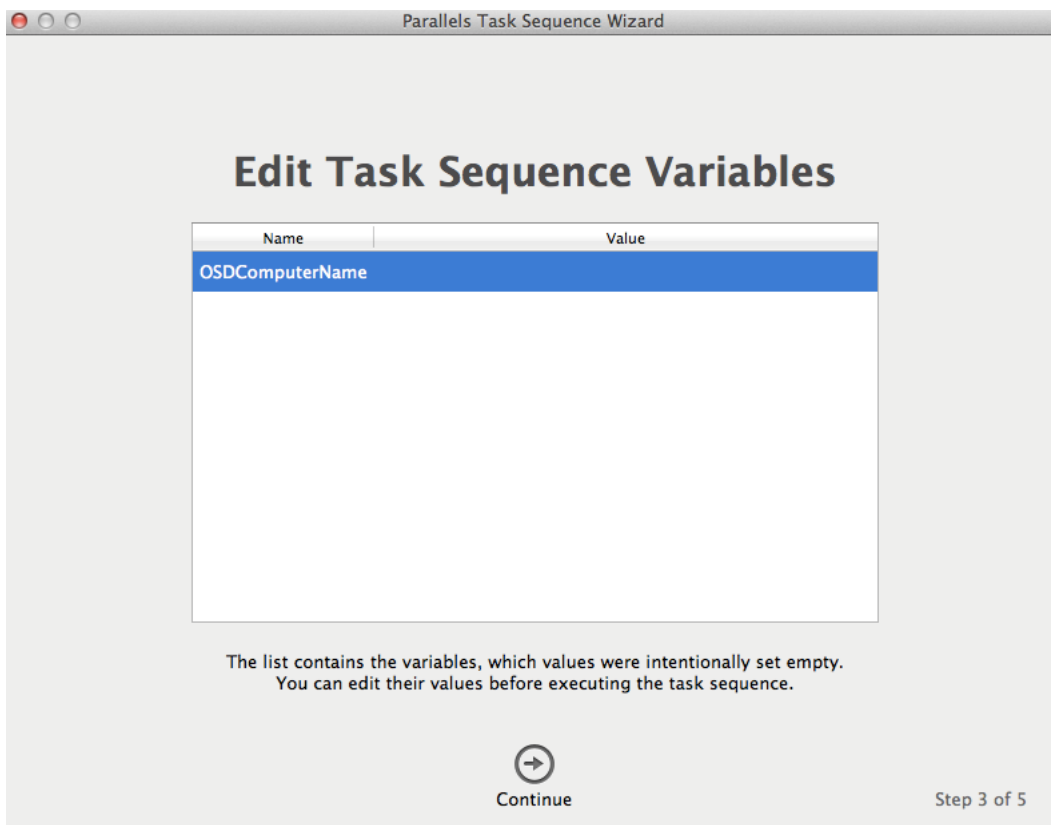 Parallels Task Sequence Wizard
Edit Task Sequence Variables
Name Value
OSDComputerName
The list contains the variables, which values were intentionally set empty.
You can edit their values before executing the task sequence.
Continue
Step 3 of 5